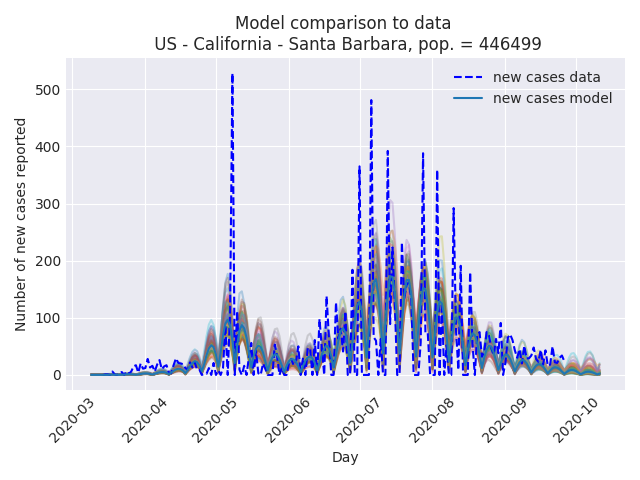 Model comparison to data
US - California - Santa Barbara, pop. = 446499
new cases data
new cases model
Number of new cases reported
500
400
300
200
100
0
2020-03
2020-04
2020-05
2020-06
2020-07
2020-08
2020-09
2020-10
Day